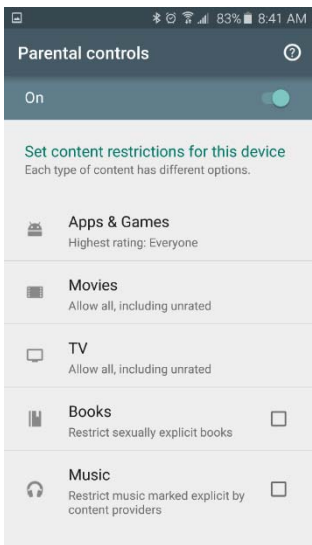 83% 8:41 AM
Parental controls
On
Set content restrictions for this device
Each type of content has different options.
Apps & Games
Highest rating: Everyone
Movies
Allow all, including unrated
TV
Allow all, including unrated
Books
Restrict sexually explicit books
Music
Restrict music marked explicit by
content providers